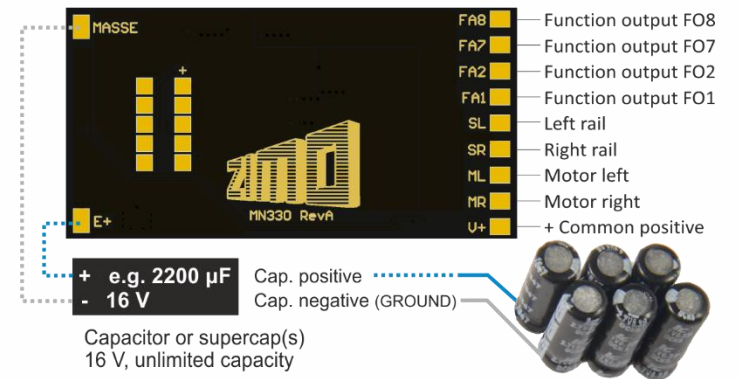 MASSE
FA8 Function output FO8
FA7 Function output FO7
FA2 Function output FO2
+
FA1 Function output FO1
SL Left rail
SR Right rail
ZIMO
ML Motor left
MR Motor right
MN330 RevA
E+
V+ + Common positive
+ e.g. 2200 µF
- 16 V
Cap. positive
Cap. negative (GROUND)
Capacitor or supercap(s)
16 V, unlimited capacity